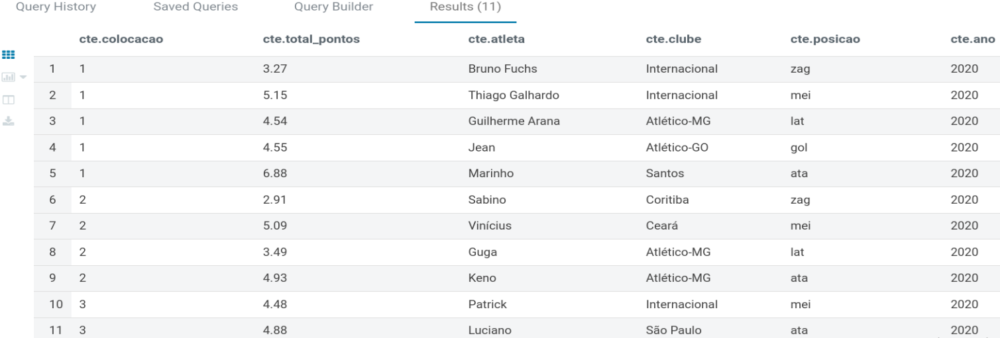 Query History Saved Queries Query Builder Results (11)
cte.colocacao cte.total_pontos cte.atleta cte.clube cte.posicao cte.ano
1 1 3.27 Bruno Fuchs Internacional zag 2020
2 1 5.15 Thiago Galhardo Internacional mei 2020
3 1 4.54 Guilherme Arana Atlético-MG lat 2020
4 1 4.55 Jean Atlético-GO gol 2020
5 1 6.88 Marinho Santos ata 2020
6 2 2.91 Sabino Coritiba zag 2020
7 2 5.09 Vinícius Ceará mei 2020
8 2 3.49 Guga Atlético-MG lat 2020
9 2 4.93 Keno Atlético-MG ata 2020
10 3 4.48 Patrick Internacional mei 2020
11 3 4.88 Luciano São Paulo ata 2020